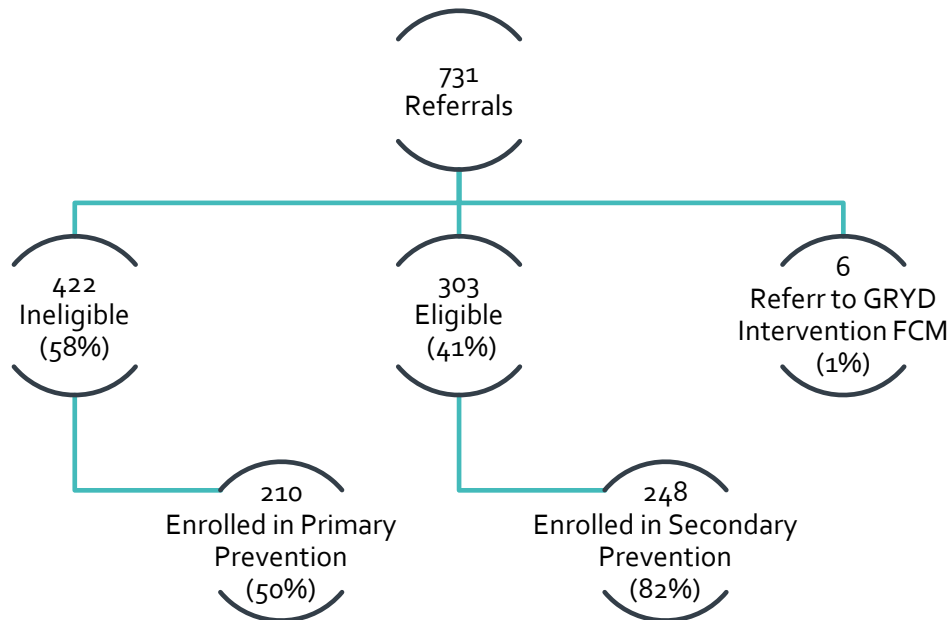 731
Referrals
422
Ineligible
(58%)
303
Eligible
(41%)
6
Referr to GRYD
Intervention FCM
(1%)
210
Enrolled in Primary
Prevention
(50%)
248
Enrolled in Secondary
Prevention
(82%)